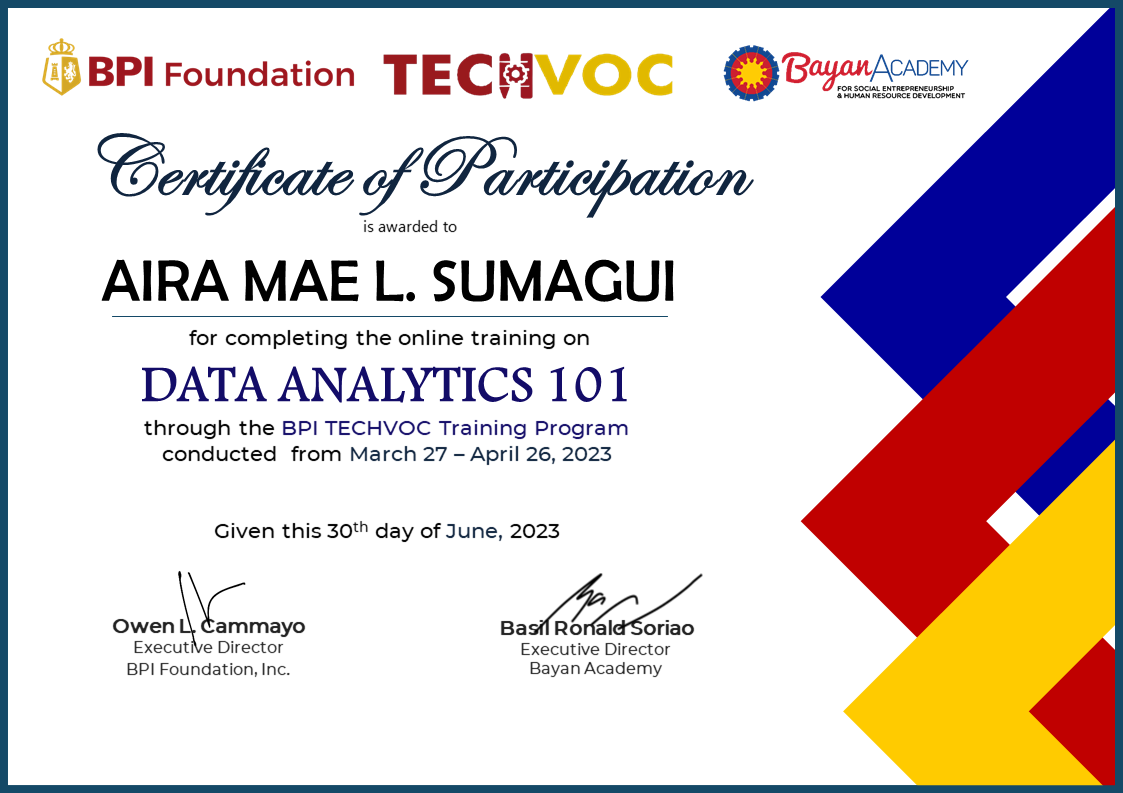 BPI Foundation
TECHVOC
Bayan ACADEMY
FOR SOCIAL ENTREPRENEURSHIP
& HUMAN RESOURCE DEVELOPMENT
Certificate of Participation
is awarded to
AIRA MAE L. SUMAGUI
for completing the online training on
DATA ANALYTICS 101
through the BPI TECHVOC Training Program
conducted from March 27 – April 26, 2023
Given this 30th day of June, 2023
Owen L. Cammayo
Executive Director
BPI Foundation, Inc.
Basil Ronald Soriao
Executive Director
Bayan Academy